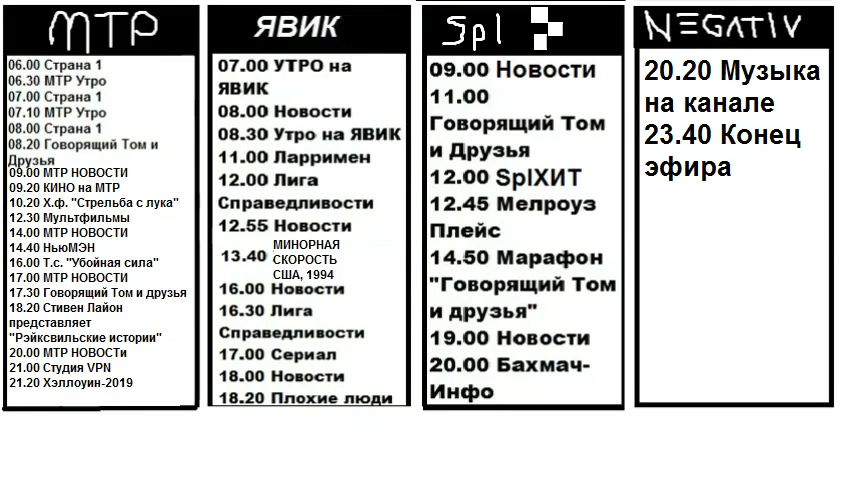 МТР
06.00 Страна 1
06.30 МТР Утро
07.00 Страна 1
07.10 МТР Утро
08.00 Страна 1
08.20 Говорящий Том и
Друзья
09.00 МТР НОВОСТИ
09.20 КИНО на МТР
10.20 Х.ф. "Стрельба с лука"
12.30 Мультфильмы
14.00 МТР НОВОСТИ
14.40 НьюМЭН
16.00 Т.с. "Убойная сила"
17.00 МТР НОВОСТИ
17.30 Говорящий Том и друзья
18.20 Стивен Лайон
представляет
"Рэйксвильские истории"
20.00 МТР НОВОСТи
21.00 Студия VPN
21.20 Хэллоуин-2019
ЯВИК
07.00 УТРО на
ЯВИК
08.00 Новости
08.30 Утро на ЯВИК
11.00 Ларримен
12.00 Лига
Справедливости
12.55 Новости
13.40 МИНОРНАЯ
СКОРОСТЬ
США, 1994
16.00 Новости
16.30 Лига
Справедливости
17.00 Сериал
18.00 Новости
18.20 Плохие люди
Spl
09.00 Новости
11.00
Говорящий Том
и Друзья
12.00 SplХИТ
12.45 Мелроуз
Плейс
14.50 Марафон
"Говорящий Том
и друзья"
19.00 Новости
20.00 Бахмач-
Инфо
NEGATIV
20.20 Музыка
на канале
23.40 Конец
эфира